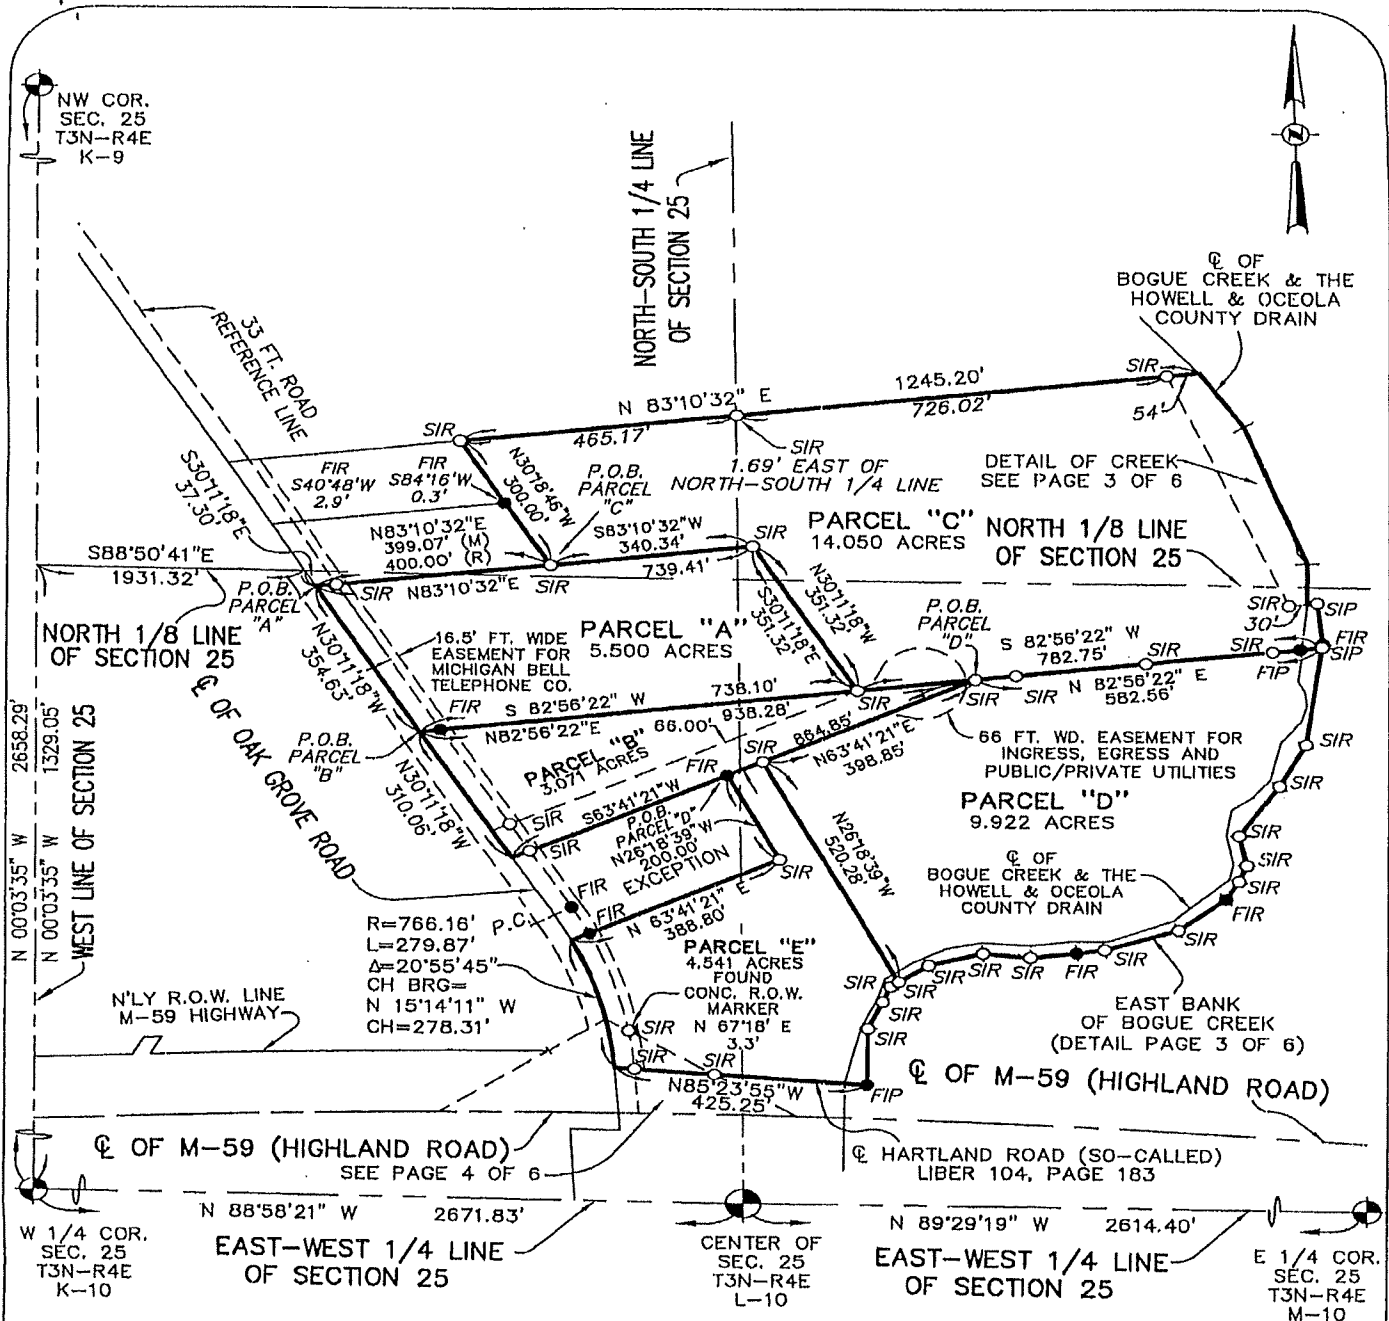 NW COR.
SEC. 25
T3N-R4E
K-9
NORTH-SOUTH 1/4 LINE
OF SECTION 25
℄ OF
BOGUE CREEK & THE
HOWELL & OCEOLA
COUNTY DRAIN
33 FT. ROAD
REFERENCE LINE
N 83°10'32" E
1245.20'
465.17'
726.02'
SIR
54'
SIR
SIR
1.69' EAST OF
NORTH-SOUTH 1/4 LINE
DETAIL OF CREEK
SEE PAGE 3 OF 6
FIR
S40°48'W
2.9'
FIR
S84°16'W
0.3'
N30°18'46"W
300.00'
P.O.B.
PARCEL
"C"
S30°11'18"E
37.30'
N83°10'32"E
399.07' (M)
400.00' (R)
S83°10'32"W
340.34'
SIR
PARCEL "C"
14.050 ACRES
NORTH 1/8 LINE
OF SECTION 25
S88°50'41"E
1931.32'
P.O.B.
PARCEL
"A"
SIR
N83°10'32"E
SIR
739.41'
N30°11'18"W
351.32'
S30°11'18"E
351.32'
P.O.B.
PARCEL
"D"
SIR
30'
SIP
NORTH 1/8 LINE
OF SECTION 25
N30°11'18"W
354.63'
16.5' FT. WIDE
EASEMENT FOR
MICHIGAN BELL
TELEPHONE CO.
PARCEL "A"
5.500 ACRES
S 82°56'22" W
782.75'
SIR
FIR
SIP
FIP
N 82°56'22" E
582.56'
SIR
SIR
SIR
FIR
S 82°56'22" W
738.10'
N82°56'22"E
66.00'
938.28'
℄ OF OAK GROVE ROAD
P.O.B.
PARCEL
"B"
PARCEL "B"
3.071 ACRES
864.85'
N63°41'21"E
398.85'
66 FT. WD. EASEMENT FOR
INGRESS, EGRESS AND
PUBLIC/PRIVATE UTILITIES
SIR
SIR
FIR
N30°11'18"W
310.06'
S63°41'21"W
P.O.B.
PARCEL "D"
N26°18'39"W
200.00'
EXCEPTION
PARCEL "D"
9.922 ACRES
SIR
SIR
SIR
SIR
N26°18'39"W
520.28'
SIR
SIR
SIR
FIR
FIR
FIR
P.C.
N 63°41'21" E
388.80'
℄ OF
BOGUE CREEK & THE
HOWELL & OCEOLA
COUNTY DRAIN
2658.29'
N 00°03'35" W
1329.05'
N 00°03'35" W
WEST LINE OF SECTION 25
R=766.16'
L=279.87'
Δ=20°55'45"
CH BRG=
N 15°14'11" W
CH=278.31'
PARCEL "E"
4.541 ACRES
FOUND
CONC. R.O.W.
MARKER
N 67°18' E
3.3'
SIR
SIR
SIR
SIR
SIR
FIR
SIR
SIR
SIR
N'LY R.O.W. LINE
M-59 HIGHWAY
EAST BANK
OF BOGUE CREEK
(DETAIL PAGE 3 OF 6)
SIR
SIR
SIR
N85°23'55"W
425.25'
FIP
℄ OF M-59 (HIGHLAND ROAD)
℄ OF M-59 (HIGHLAND ROAD)
SEE PAGE 4 OF 6
℄ HARTLAND ROAD (SO-CALLED)
LIBER 104, PAGE 183
N 88°58'21" W
2671.83'
N 89°29'19" W
2614.40'
W 1/4 COR.
SEC. 25
T3N-R4E
K-10
EAST-WEST 1/4 LINE
OF SECTION 25
CENTER OF
SEC. 25
T3N-R4E
L-10
EAST-WEST 1/4 LINE
OF SECTION 25
E 1/4 COR.
SEC. 25
T3N-R4E
M-10